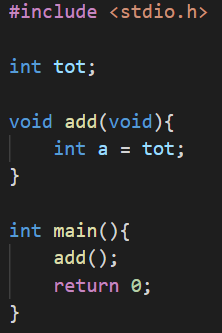 #include <stdio.h>
int tot;
void add(void){
    int a = tot;
}
int main(){
    add();
    return 0;
}